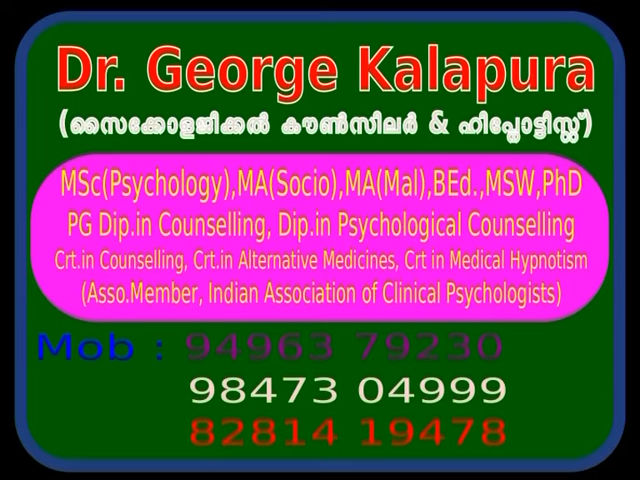 Dr. George Kalapura
(സൈക്കോളജിക്കൽ കൗൺസിലർ & ഹിപ്നോട്ടിസ്റ്റ്)
MSc(Psychology),MA(Socio),MA(Mal),BEd.,MSW,PhD
PG Dip.in Counselling, Dip.in Psychological Counselling
Crt.in Counselling, Crt.in Alternative Medicines, Crt in Medical Hypnotism
(Asso.Member, Indian Association of Clinical Psychologists)
Mob : 94963 79230
98473 04999
82814 19478